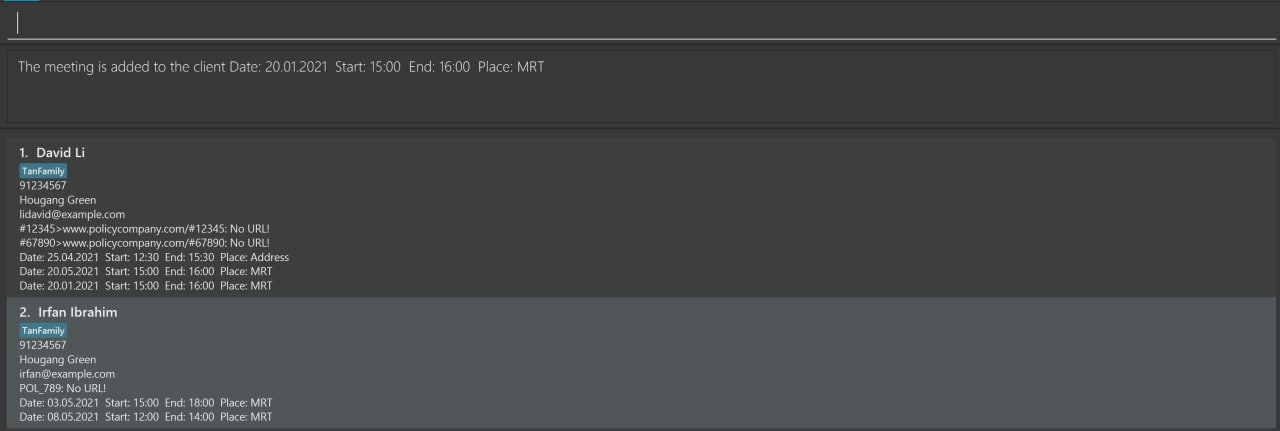 The meeting is added to the client Date: 20.01.2021 Start: 15:00 End: 16:00 Place: MRT
1. David Li
TanFamily
91234567
Hougang Green
lidavid@example.com
#12345>www.policycompany.com/#12345: No URL!
#67890>www.policycompany.com/#67890: No URL!
Date: 25.04.2021 Start: 12:30 End: 15:30 Place: Address
Date: 20.05.2021 Start: 15:00 End: 16:00 Place: MRT
Date: 20.01.2021 Start: 15:00 End: 16:00 Place: MRT
2. Irfan Ibrahim
TanFamily
91234567
Hougang Green
irfan@example.com
POL_789: No URL!
Date: 03.05.2021 Start: 15:00 End: 18:00 Place: MRT
Date: 08.05.2021 Start: 12:00 End: 14:00 Place: MRT